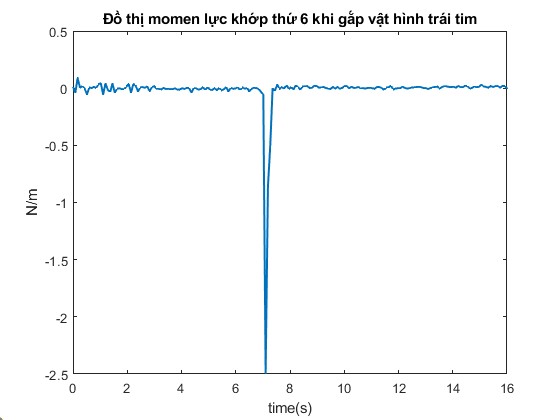 Đồ thị momen lực khớp thứ 6 khi gắp vật hình trái tim
0.5
0
-0.5
-1
-1.5
-2
-2.5
N/m
0 2 4 6 8 10 12 14 16
time(s)